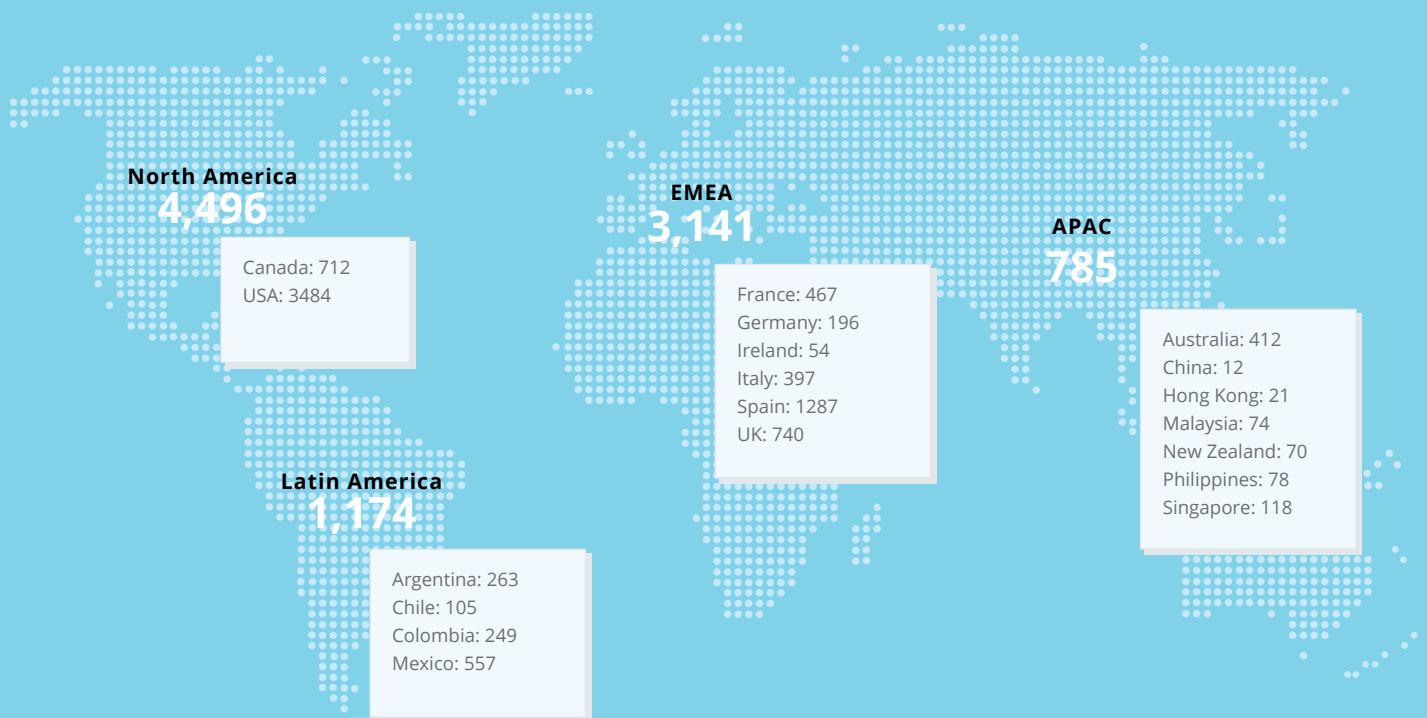 North America
4,496
Canada: 712
USA: 3484
EMEA
3,141
France: 467
Germany: 196
Ireland: 54
Italy: 397
Spain: 1287
UK: 740
APAC
785
Australia: 412
China: 12
Hong Kong: 21
Malaysia: 74
New Zealand: 70
Philippines: 78
Singapore: 118
Latin America
1,174
Argentina: 263
Chile: 105
Colombia: 249
Mexico: 557